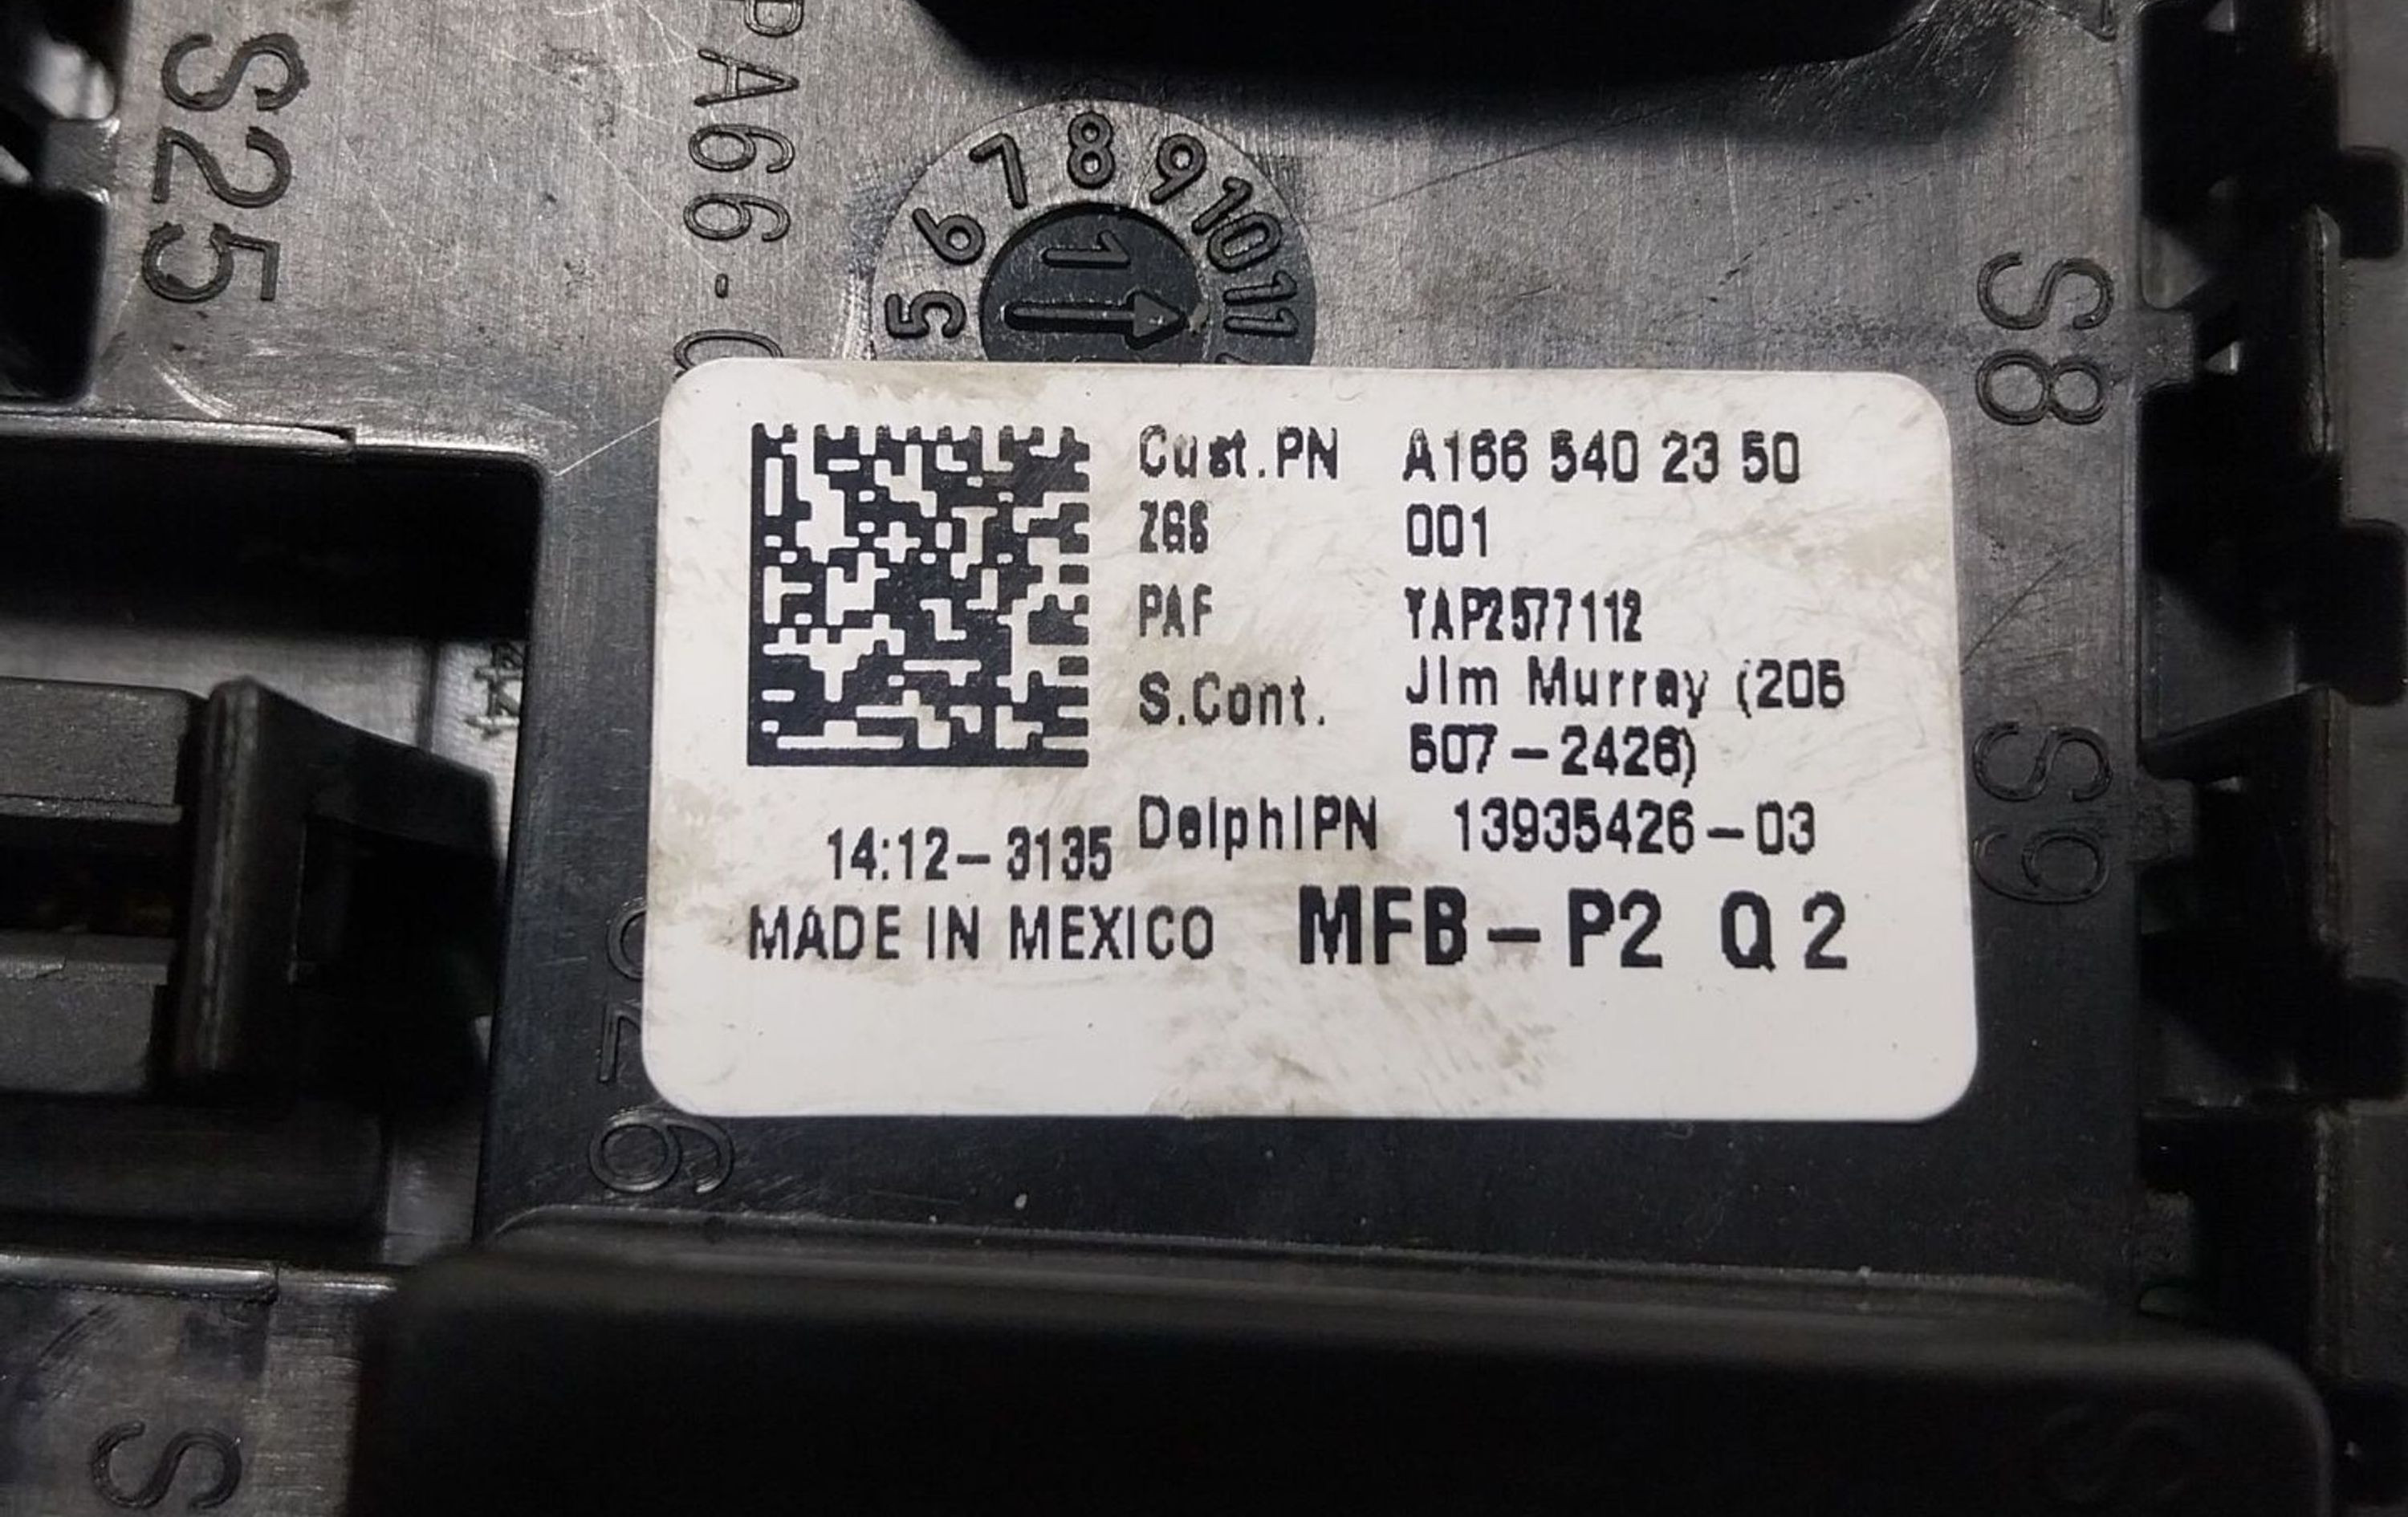 S25
PA66-
5 6 7 8 9 10 11
1
S8
Cust.PN A166 540 23 50
ZGS 001
PAF YAP2577112
S.Cont. Jim Murray (205
507-2426)
14:12-3135 DelphiPN 13935426-03
MADE IN MEXICO MFB-P2 Q2
S9
S